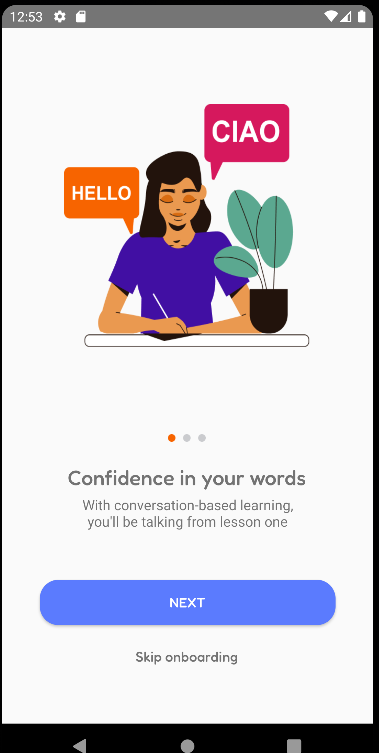 12:53
CIAO
HELLO
Confidence in your words
With conversation-based learning,
you'll be talking from lesson one
NEXT
Skip onboarding